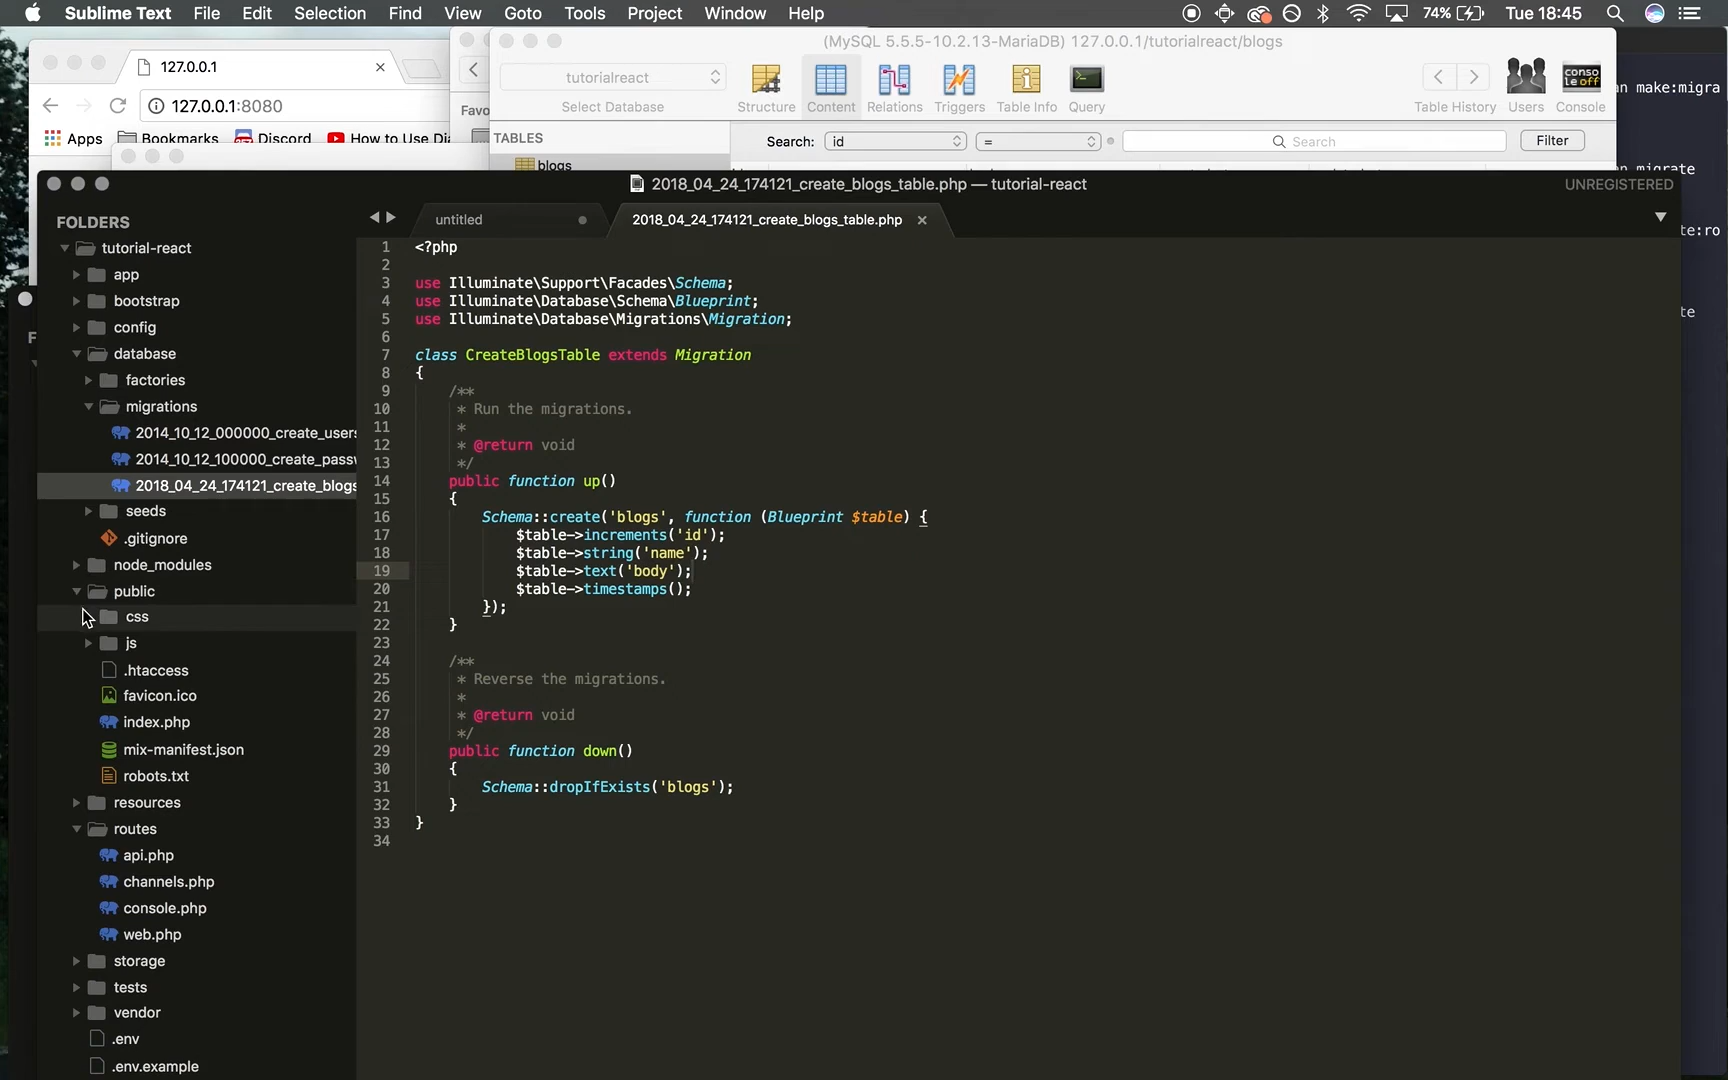 Sublime Text File Edit Selection Find View Goto Tools Project Window Help 74% Tue 18:45
127.0.0.1
(MySQL 5.5.5-10.2.13-MariaDB) 127.0.0.1/tutorialreact/blogs
127.0.0.1:8080
tutorialreact
Select Database
Structure Content Relations Triggers Table Info Query
Table History Users Console
conso
le off
Apps Bookmarks Discord How to Use Di
Favo
TABLES
blogs
Search: id = Search Filter
n make:migra
n migrate
te:ro
te
2018_04_24_174121_create_blogs_table.php — tutorial-react
UNREGISTERED
untitled
2018_04_24_174121_create_blogs_table.php
FOLDERS
tutorial-react
app
bootstrap
config
database
factories
migrations
2014_10_12_000000_create_users
2014_10_12_100000_create_passw
2018_04_24_174121_create_blogs
seeds
.gitignore
node_modules
public
css
js
.htaccess
favicon.ico
index.php
mix-manifest.json
robots.txt
resources
routes
api.php
channels.php
console.php
web.php
storage
tests
vendor
.env
.env.example
1 <?php
2
3 use Illuminate\Support\Facades\Schema;
4 use Illuminate\Database\Schema\Blueprint;
5 use Illuminate\Database\Migrations\Migration;
6
7 class CreateBlogsTable extends Migration
8 {
9 /**
10 * Run the migrations.
11 *
12 * @return void
13 */
14 public function up()
15 {
16 Schema::create('blogs', function (Blueprint $table) {
17 $table->increments('id');
18 $table->string('name');
19 $table->text('body');
20 $table->timestamps();
21 });
22 }
23
24 /**
25 * Reverse the migrations.
26 *
27 * @return void
28 */
29 public function down()
30 {
31 Schema::dropIfExists('blogs');
32 }
33 }
34